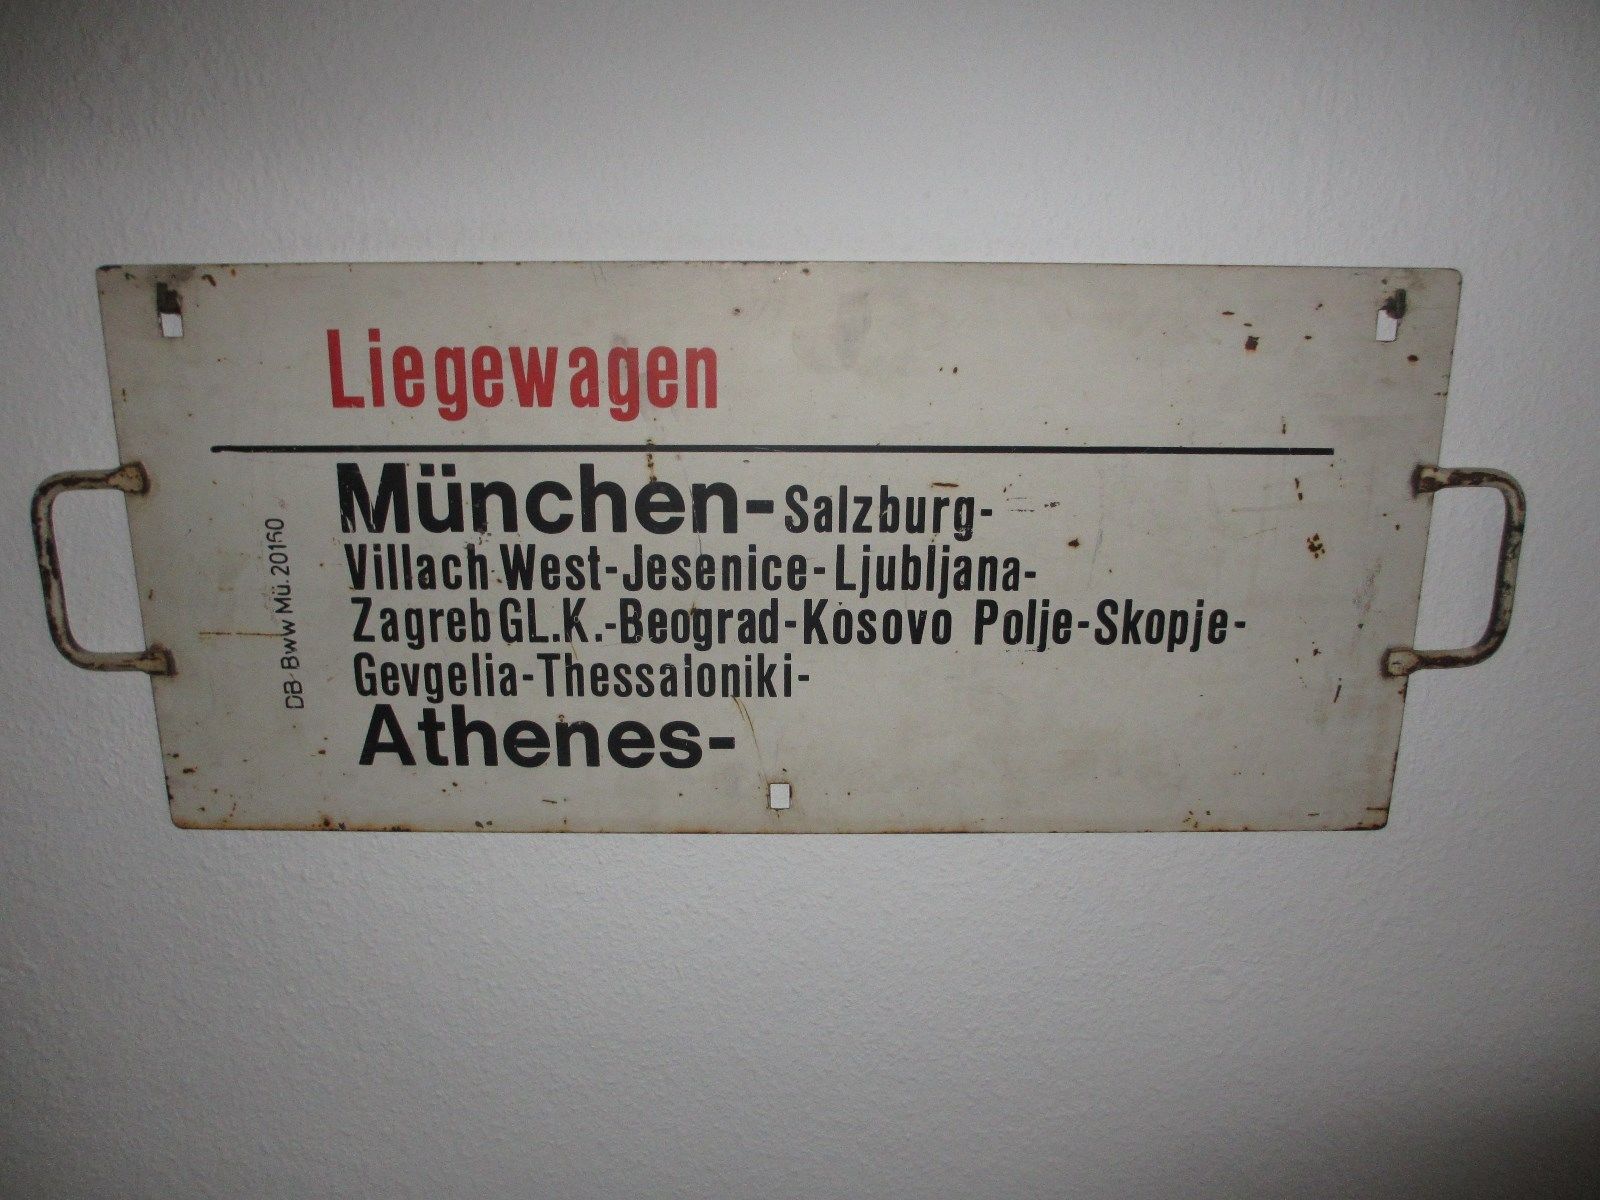 Liegewagen
München-Salzburg-
Villach West-Jesenice-Ljubljana-
Zagreb GL.K.-Beograd-Kosovo Polje-Skopje-
Gevgelia-Thessaloniki-
Athenes-
DB-Bww Mü.20160